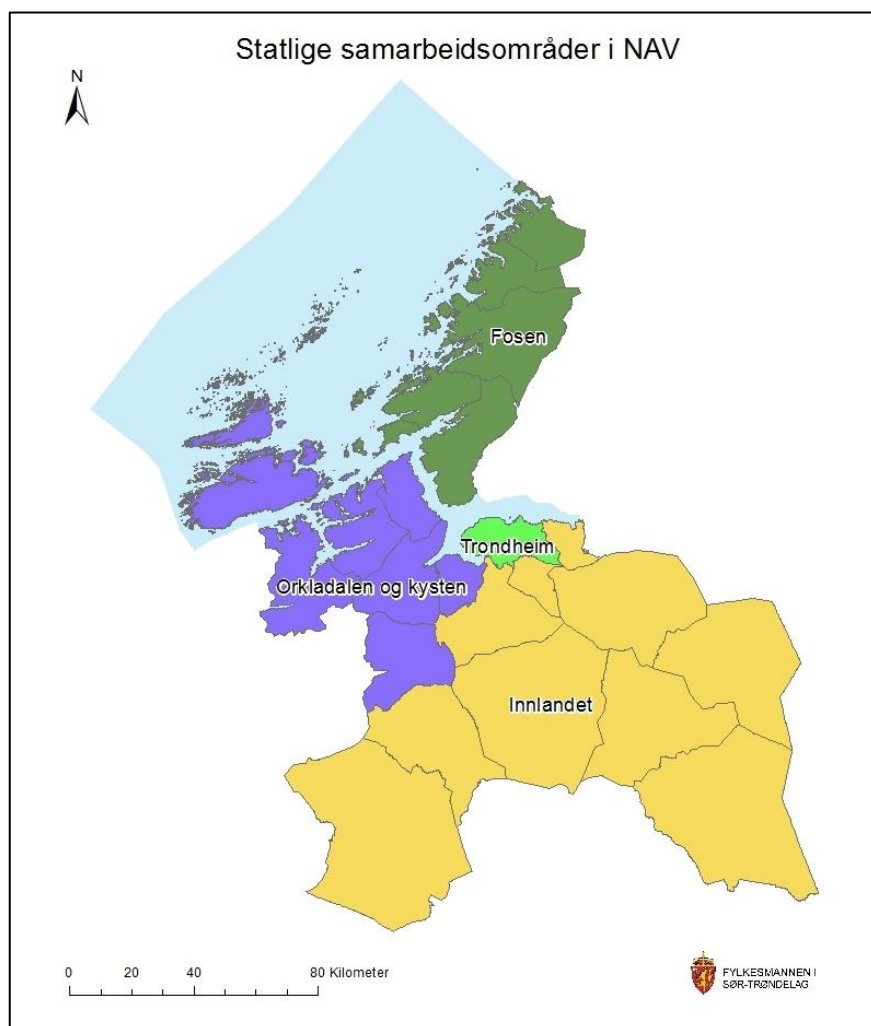 Statlige samarbeidsområder i NAV
N
Fosen
Trondheim
Orkladalen og kysten
Innlandet
0 20 40 80 Kilometer
FYLKESMANNEN I
SØR-TRØNDELAG